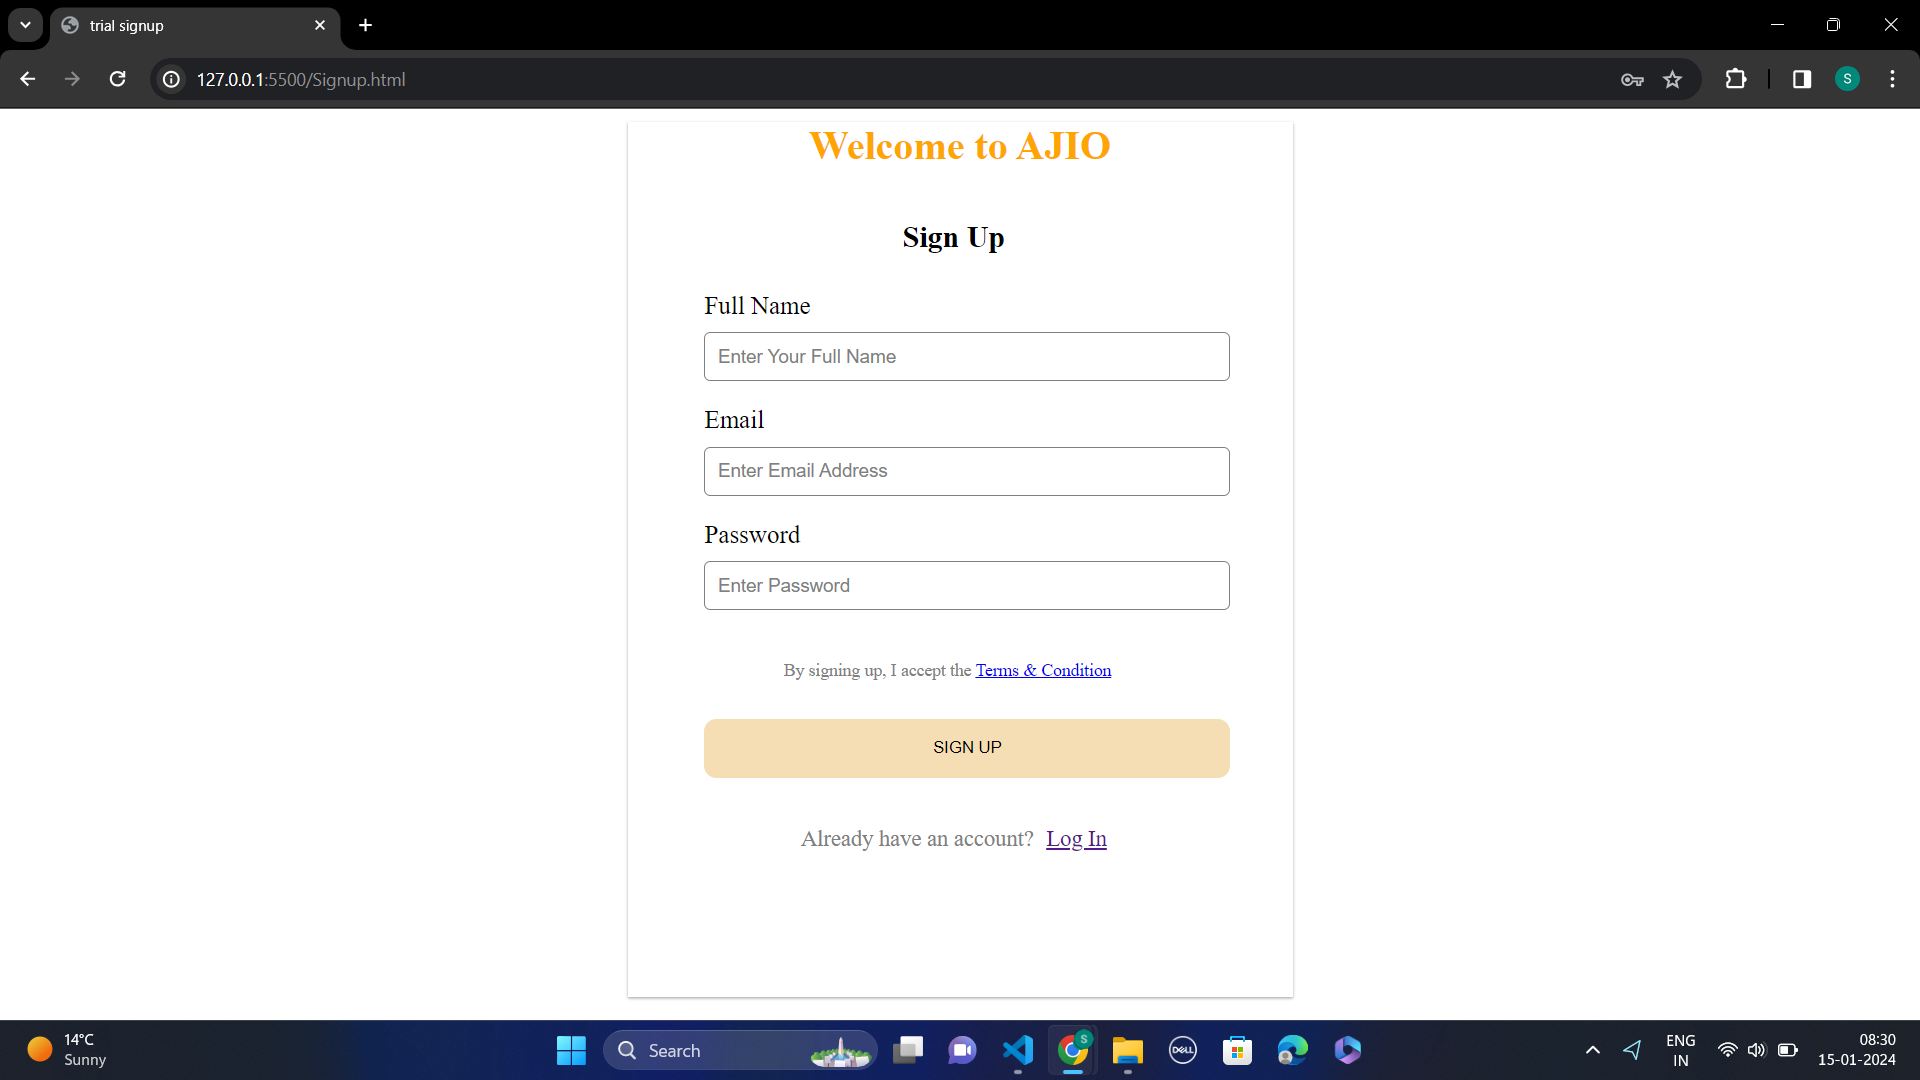 trial signup
127.0.0.1:5500/Signup.html
S
Welcome to AJIO
Sign Up
Full Name
Enter Your Full Name
Email
Enter Email Address
Password
Enter Password
By signing up, I accept the Terms & Condition
SIGN UP
Already have an account? Log In
14°C
Sunny
Search
S
DELL
ENG
IN
08:30
15-01-2024